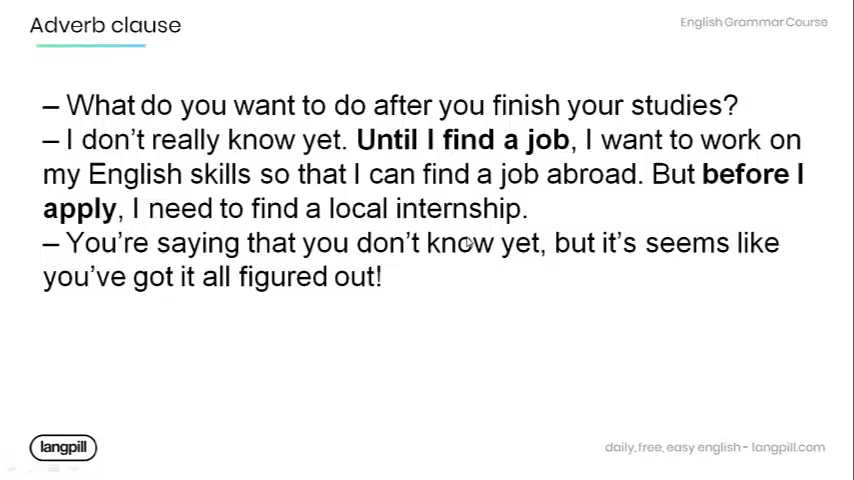 Adverb clause
English Grammar Course
– What do you want to do after you finish your studies?
– I don’t really know yet. Until I find a job, I want to work on
my English skills so that I can find a job abroad. But before I
apply, I need to find a local internship.
– You’re saying that you don’t know yet, but it’s seems like
you’ve got it all figured out!
langpill
daily, free, easy english - langpill.com